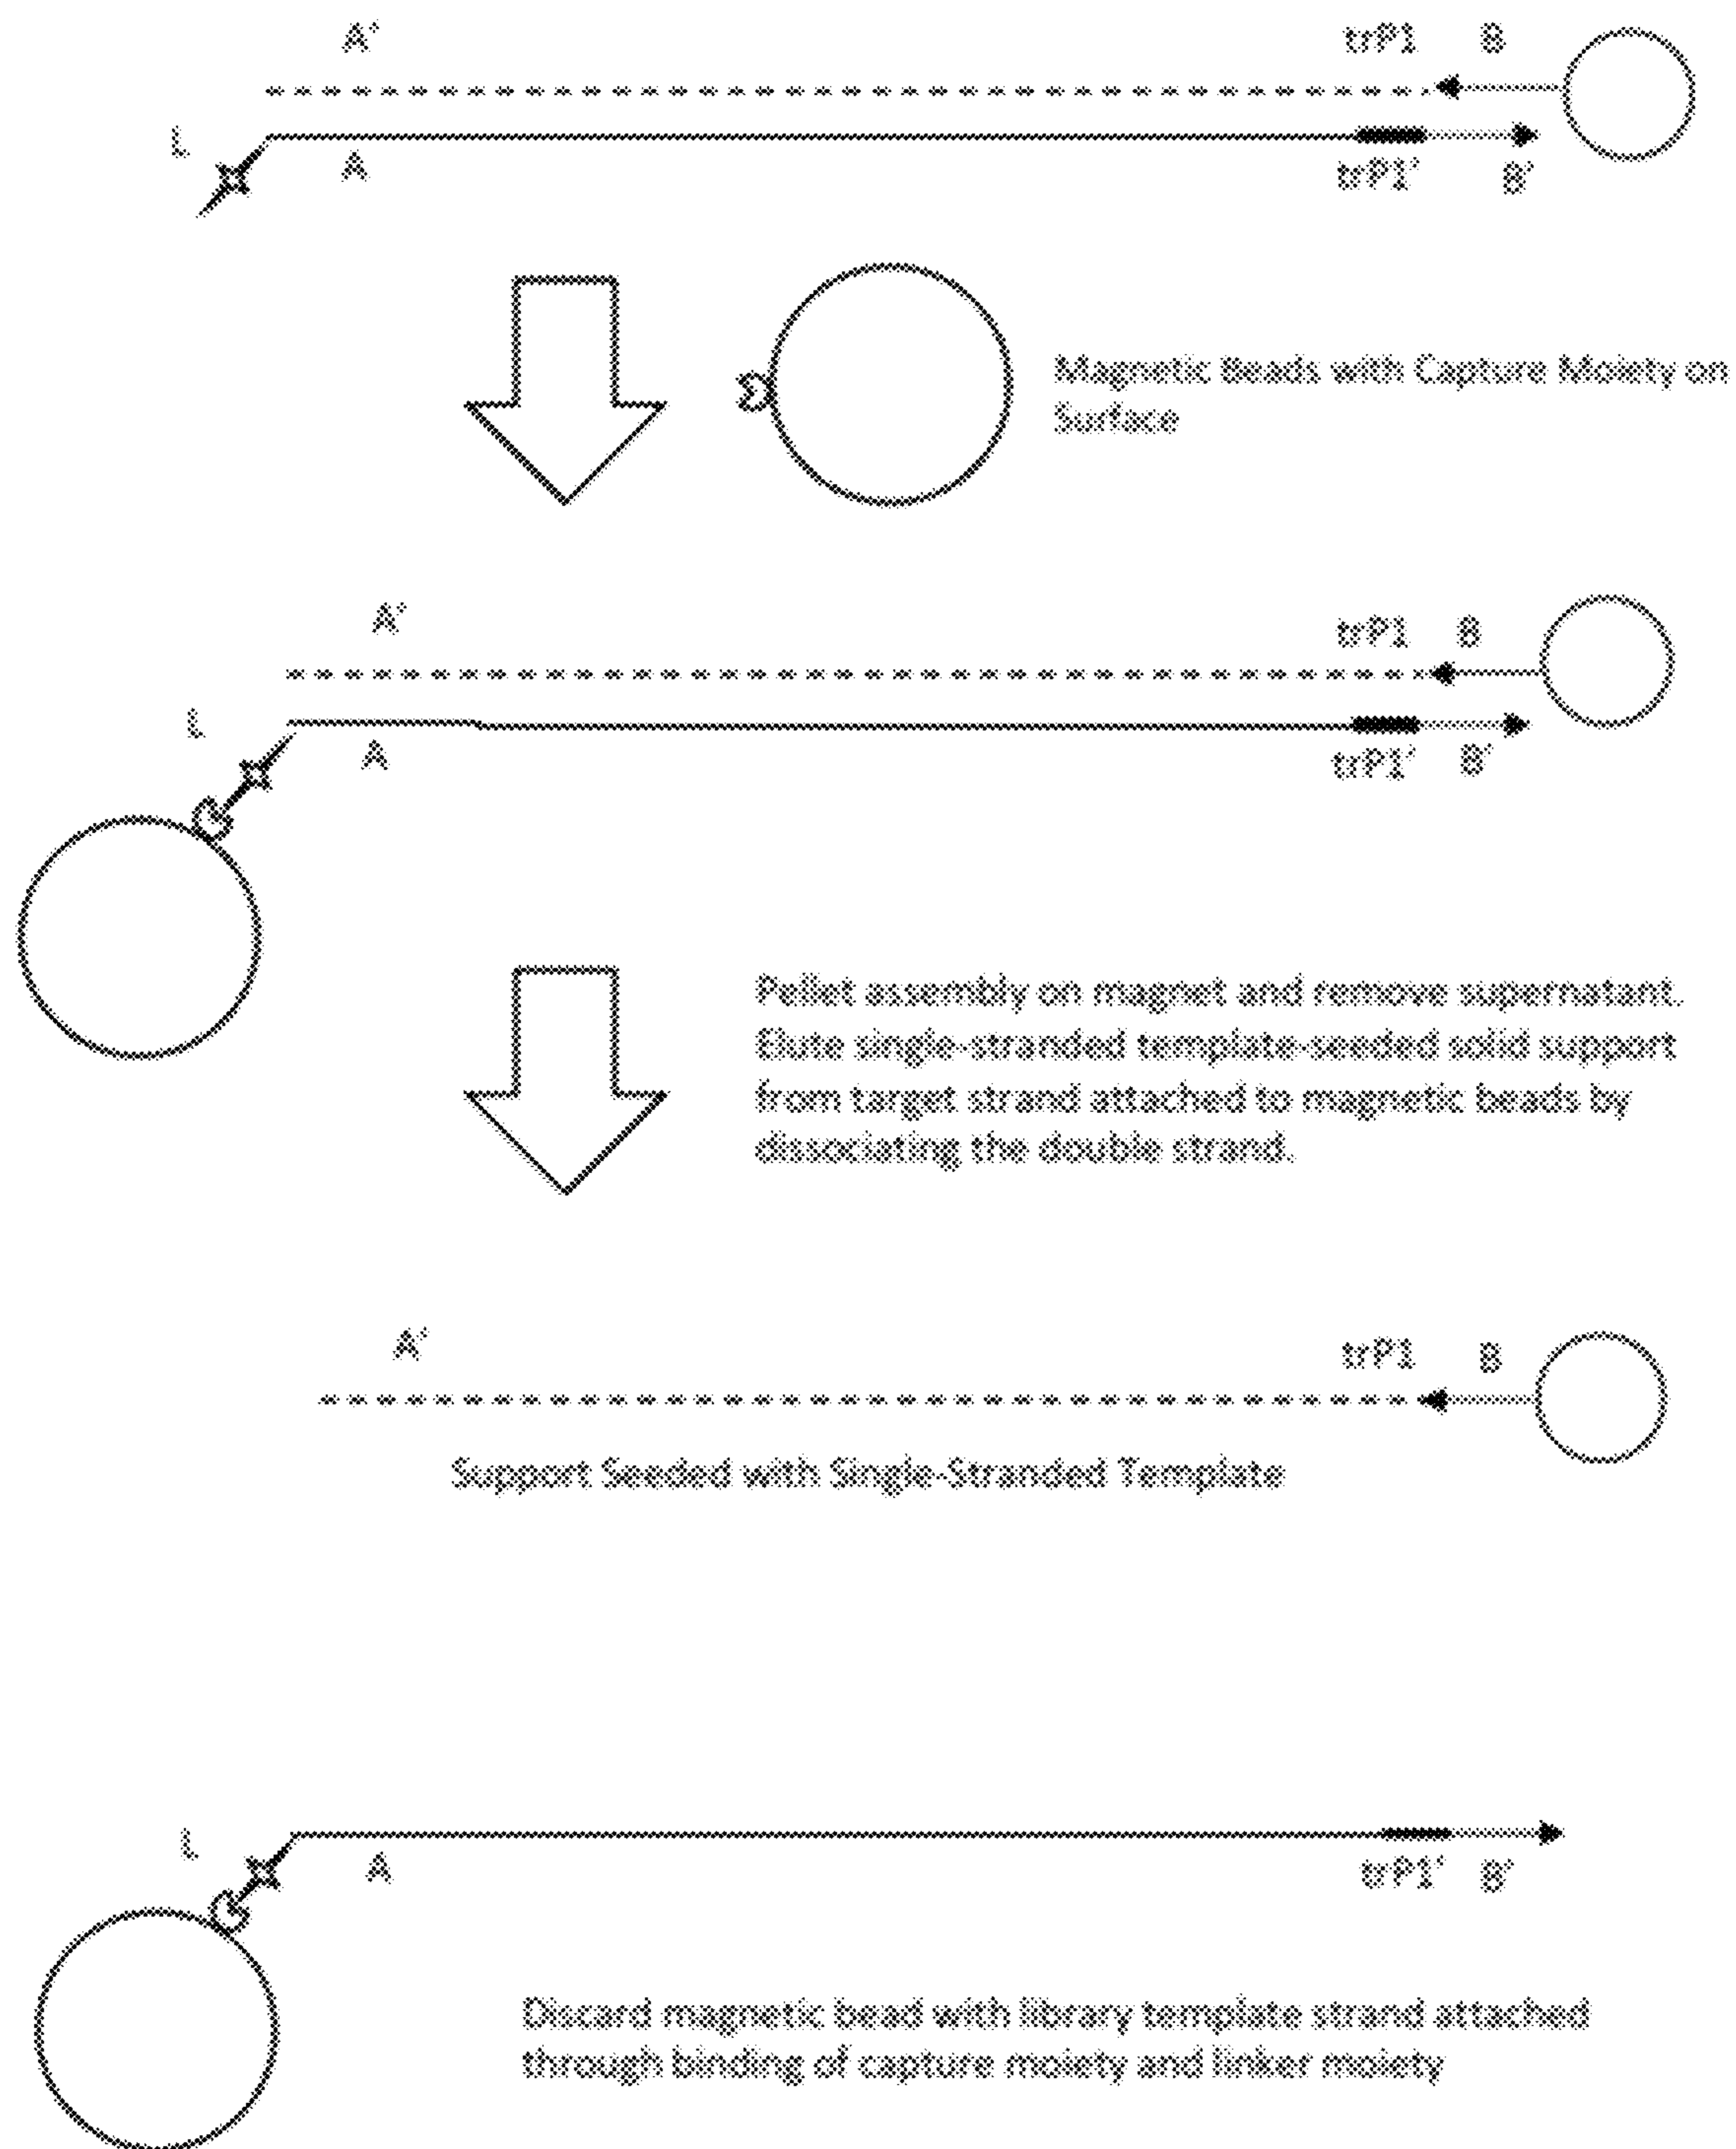 A'
trP1 B
L
A
trP1' B'
Magnetic Beads with Capture Moiety on
Surface
A'
trP1 B
L
A
trP1' B'
Pellet assembly on magnet and remove supernatant.
Elute single-stranded template-seeded solid support
from target strand attached to magnetic beads by
dissociating the double strand.
A'
trP1 B
Support Seeded with Single-Stranded Template
L
A
trP1' B'
Discard magnetic bead with library template strand attached
through binding of capture moiety and linker moiety